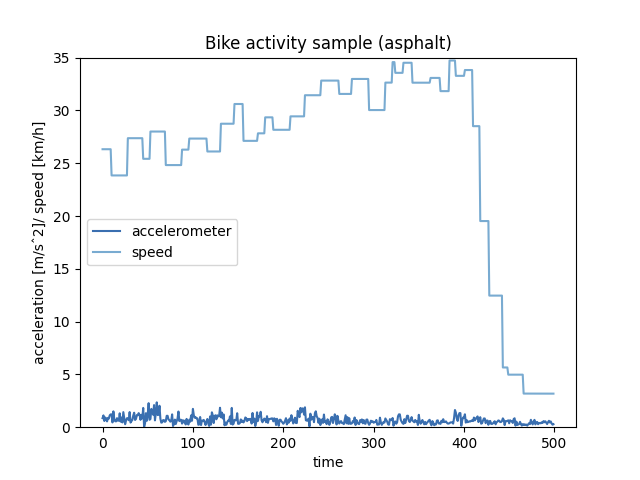 Bike activity sample (asphalt)
35
30
25
20
15
10
5
0
acceleration [m/s^2]/ speed [km/h]
accelerometer
speed
0 100 200 300 400 500
time